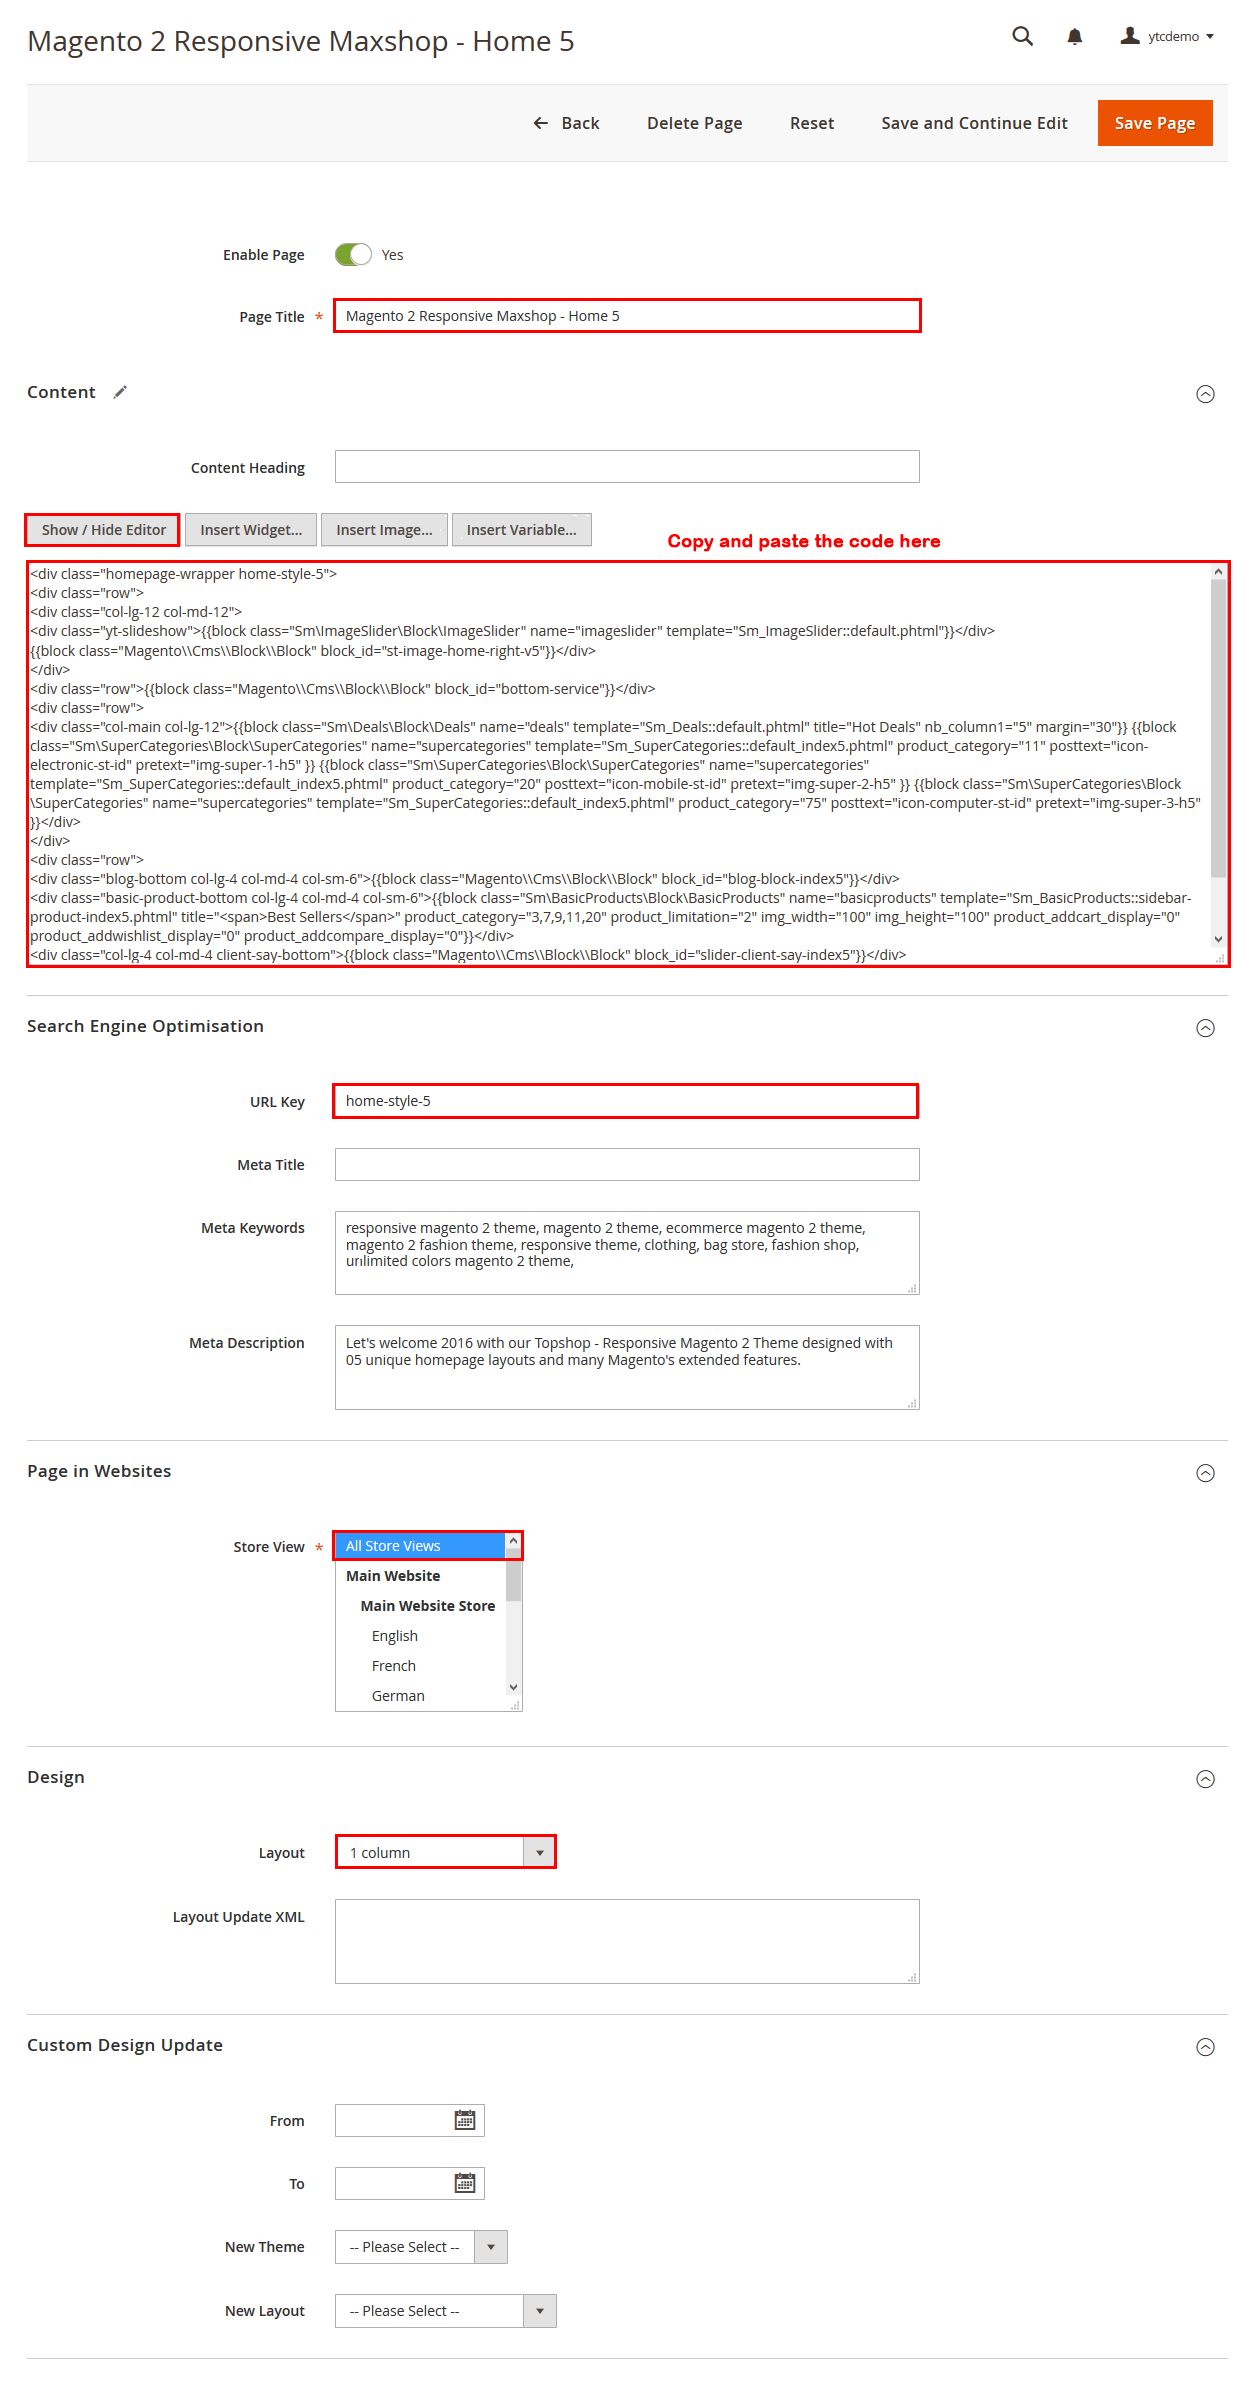 Magento 2 Responsive Maxshop - Home 5
ytcdemo
Back
Delete Page
Reset
Save and Continue Edit
Save Page
Enable Page
Yes
Page Title *
Magento 2 Responsive Maxshop - Home 5
Content
Content Heading
Show / Hide Editor
Insert Widget...
Insert Image...
Insert Variable...
Copy and paste the code here
<div class="homepage-wrapper home-style-5">
<div class="row">
<div class="col-lg-12 col-md-12">
<div class="yt-slideshow">{{block class="Sm\ImageSlider\Block\ImageSlider" name="imageslider" template="Sm_ImageSlider::default.phtml"}}</div>
{{block class="Magento\\Cms\\Block\\Block" block_id="st-image-home-right-v5"}}</div>
</div>
<div class="row">{{block class="Magento\\Cms\\Block\\Block" block_id="bottom-service"}}</div>
<div class="row">
<div class="col-main col-lg-12">{{block class="Sm\Deals\Block\Deals" name="deals" template="Sm_Deals::default.phtml" title="Hot Deals" nb_column1="5" margin="30"}} {{block
class="Sm\SuperCategories\Block\SuperCategories" name="supercategories" template="Sm_SuperCategories::default_index5.phtml" product_category="11" posttext="icon-
electronic-st-id" pretext="img-super-1-h5" }} {{block class="Sm\SuperCategories\Block\SuperCategories" name="supercategories"
template="Sm_SuperCategories::default_index5.phtml" product_category="20" posttext="icon-mobile-st-id" pretext="img-super-2-h5" }} {{block class="Sm\SuperCategories\Block
\SuperCategories" name="supercategories" template="Sm_SuperCategories::default_index5.phtml" product_category="75" posttext="icon-computer-st-id" pretext="img-super-3-h5"
}}</div>
</div>
<div class="row">
<div class="blog-bottom col-lg-4 col-md-4 col-sm-6">{{block class="Magento\\Cms\\Block\\Block" block_id="blog-block-index5"}}</div>
<div class="basic-product-bottom col-lg-4 col-md-4 col-sm-6">{{block class="Sm\BasicProducts\Block\BasicProducts" name="basicproducts" template="Sm_BasicProducts::sidebar-
product-index5.phtml" title="<span>Best Sellers</span>" product_category="3,7,9,11,20" product_limitation="2" img_width="100" img_height="100" product_addcart_display="0"
product_addwishlist_display="0" product_addcompare_display="0"}}</div>
<div class="col-lg-4 col-md-4 client-say-bottom">{{block class="Magento\\Cms\\Block\\Block" block_id="slider-client-say-index5"}}</div>
Search Engine Optimisation
URL Key
home-style-5
Meta Title
Meta Keywords
responsive magento 2 theme, magento 2 theme, ecommerce magento 2 theme,
magento 2 fashion theme, responsive theme, clothing, bag store, fashion shop,
unlimited colors magento 2 theme,
Meta Description
Let's welcome 2016 with our Topshop - Responsive Magento 2 Theme designed with
05 unique homepage layouts and many Magento's extended features.
Page in Websites
Store View *
All Store Views
Main Website
Main Website Store
English
French
German
Design
Layout
1 column
Layout Update XML
Custom Design Update
From
To
New Theme
-- Please Select --
New Layout
-- Please Select --